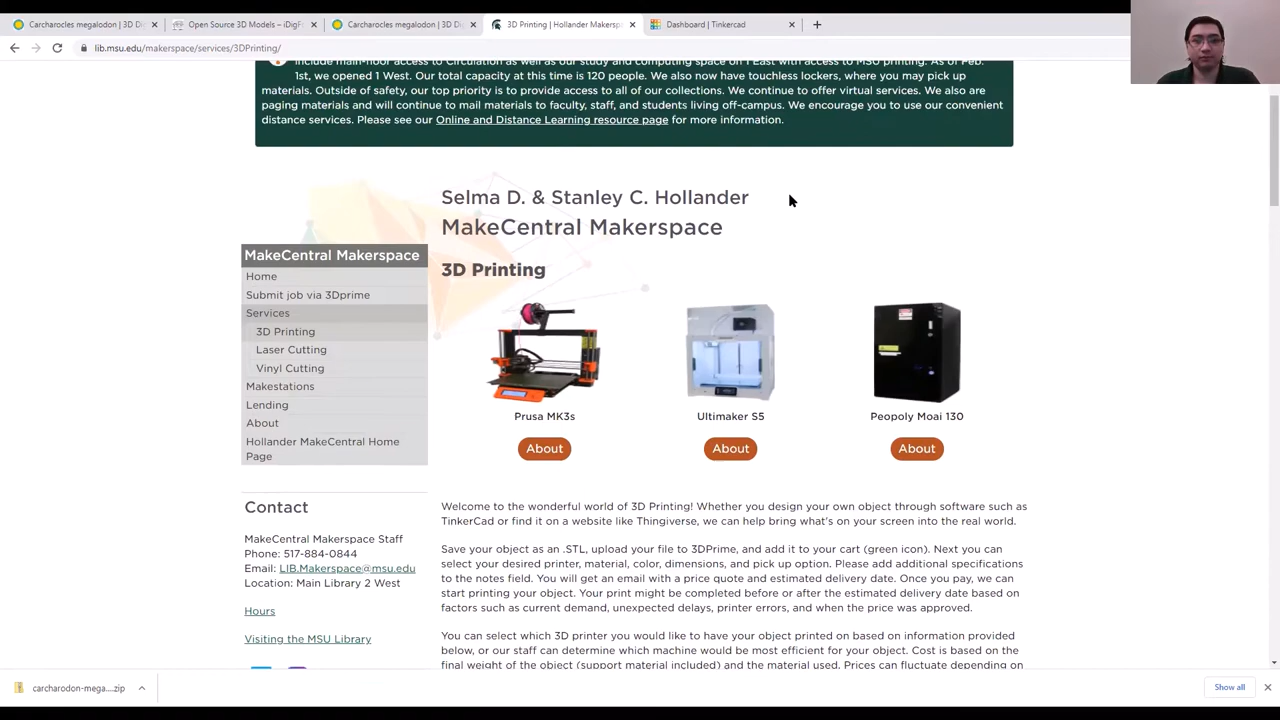 Carcharocles megalodon | 3D Di
Open Source 3D Models – iDigF
Carcharocles megalodon | 3D Di
3D Printing | Hollander Makersp
Dashboard | Tinkercad
lib.msu.edu/makerspace/services/3DPrinting/
include main-floor access to Circulation as well as our study and computing space on 1 East with access to MSU printing. As of Feb.
1st, we opened 1 West. Our total capacity at this time is 120 people. We also now have touchless lockers, where you may pick up
materials. Outside of safety, our top priority is to provide access to all of our collections. We continue to offer virtual services. We also are
paging materials and will continue to mail materials to faculty, staff, and students living off-campus. We encourage you to use our convenient
distance services. Please see our Online and Distance Learning resource page for more information.
Selma D. & Stanley C. Hollander
MakeCentral Makerspace
MakeCentral Makerspace
Home
Submit job via 3Dprime
Services
3D Printing
Laser Cutting
Vinyl Cutting
Makestations
Lending
About
Hollander MakeCentral Home
Page
Contact
MakeCentral Makerspace Staff
Phone: 517-884-0844
Email: LIB.Makerspace@msu.edu
Location: Main Library 2 West
Hours
Visiting the MSU Library
3D Printing
Prusa MK3s
Ultimaker S5
Peopoly Moai 130
About
About
About
Welcome to the wonderful world of 3D Printing! Whether you design your own object through software such as
TinkerCad or find it on a website like Thingiverse, we can help bring what's on your screen into the real world.
Save your object as an .STL, upload your file to 3DPrime, and add it to your cart (green icon). Next you can
select your desired printer, material, color, dimensions, and pick up option. Please add additional specifications
to the notes field. You will get an email with a price quote and estimated delivery date. Once you pay, we can
start printing your object. Your print might be completed before or after the estimated delivery date based on
factors such as current demand, unexpected delays, printer errors, and when the price was approved.
You can select which 3D printer you would like to have your object printed on based on information provided
below, or our staff can determine which machine would be most efficient for your object. Cost is based on the
final weight of the object (support material included) and the material used. Prices can fluctuate depending on
carcharodon-mega....zip
Show all